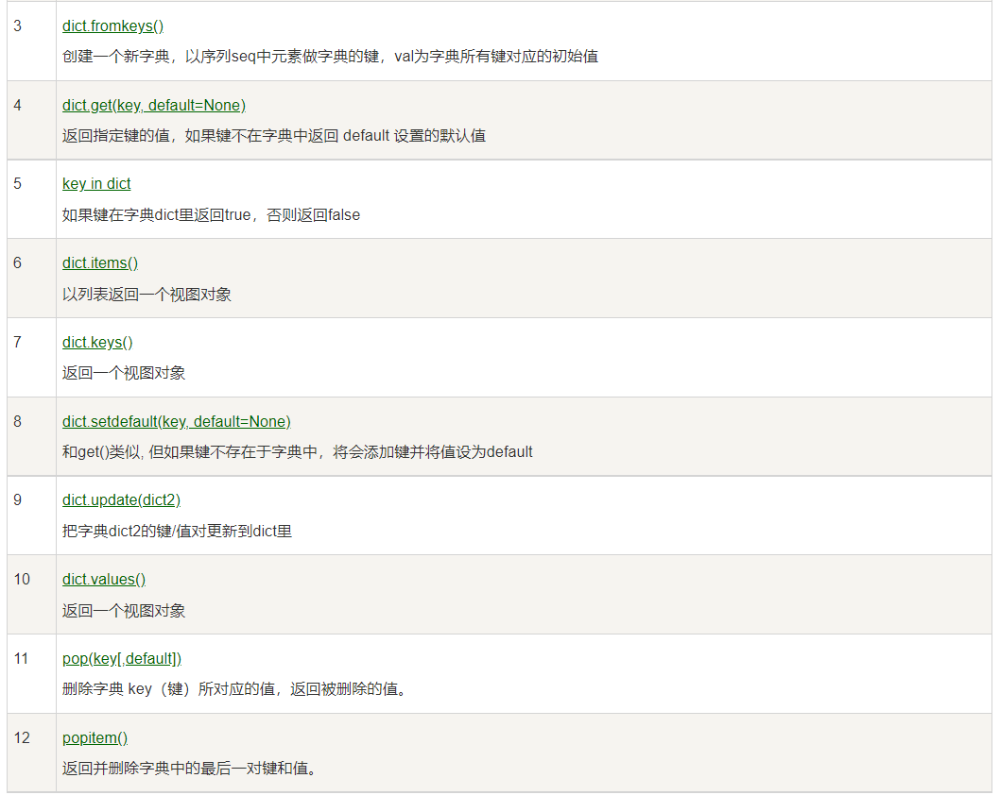 3
dict.fromkeys()
创建一个新字典，以序列seq中元素做字典的键，val为字典所有键对应的初始值
4
dict.get(key, default=None)
返回指定键的值，如果键不在字典中返回 default 设置的默认值
5
key in dict
如果键在字典dict里返回true，否则返回false
6
dict.items()
以列表返回一个视图对象
7
dict.keys()
返回一个视图对象
8
dict.setdefault(key, default=None)
和get()类似, 但如果键不存在于字典中，将会添加键并将值设为default
9
dict.update(dict2)
把字典dict2的键/值对更新到dict里
10
dict.values()
返回一个视图对象
11
pop(key[,default])
删除字典 key（键）所对应的值，返回被删除的值。
12
popitem()
返回并删除字典中的最后一对键和值。